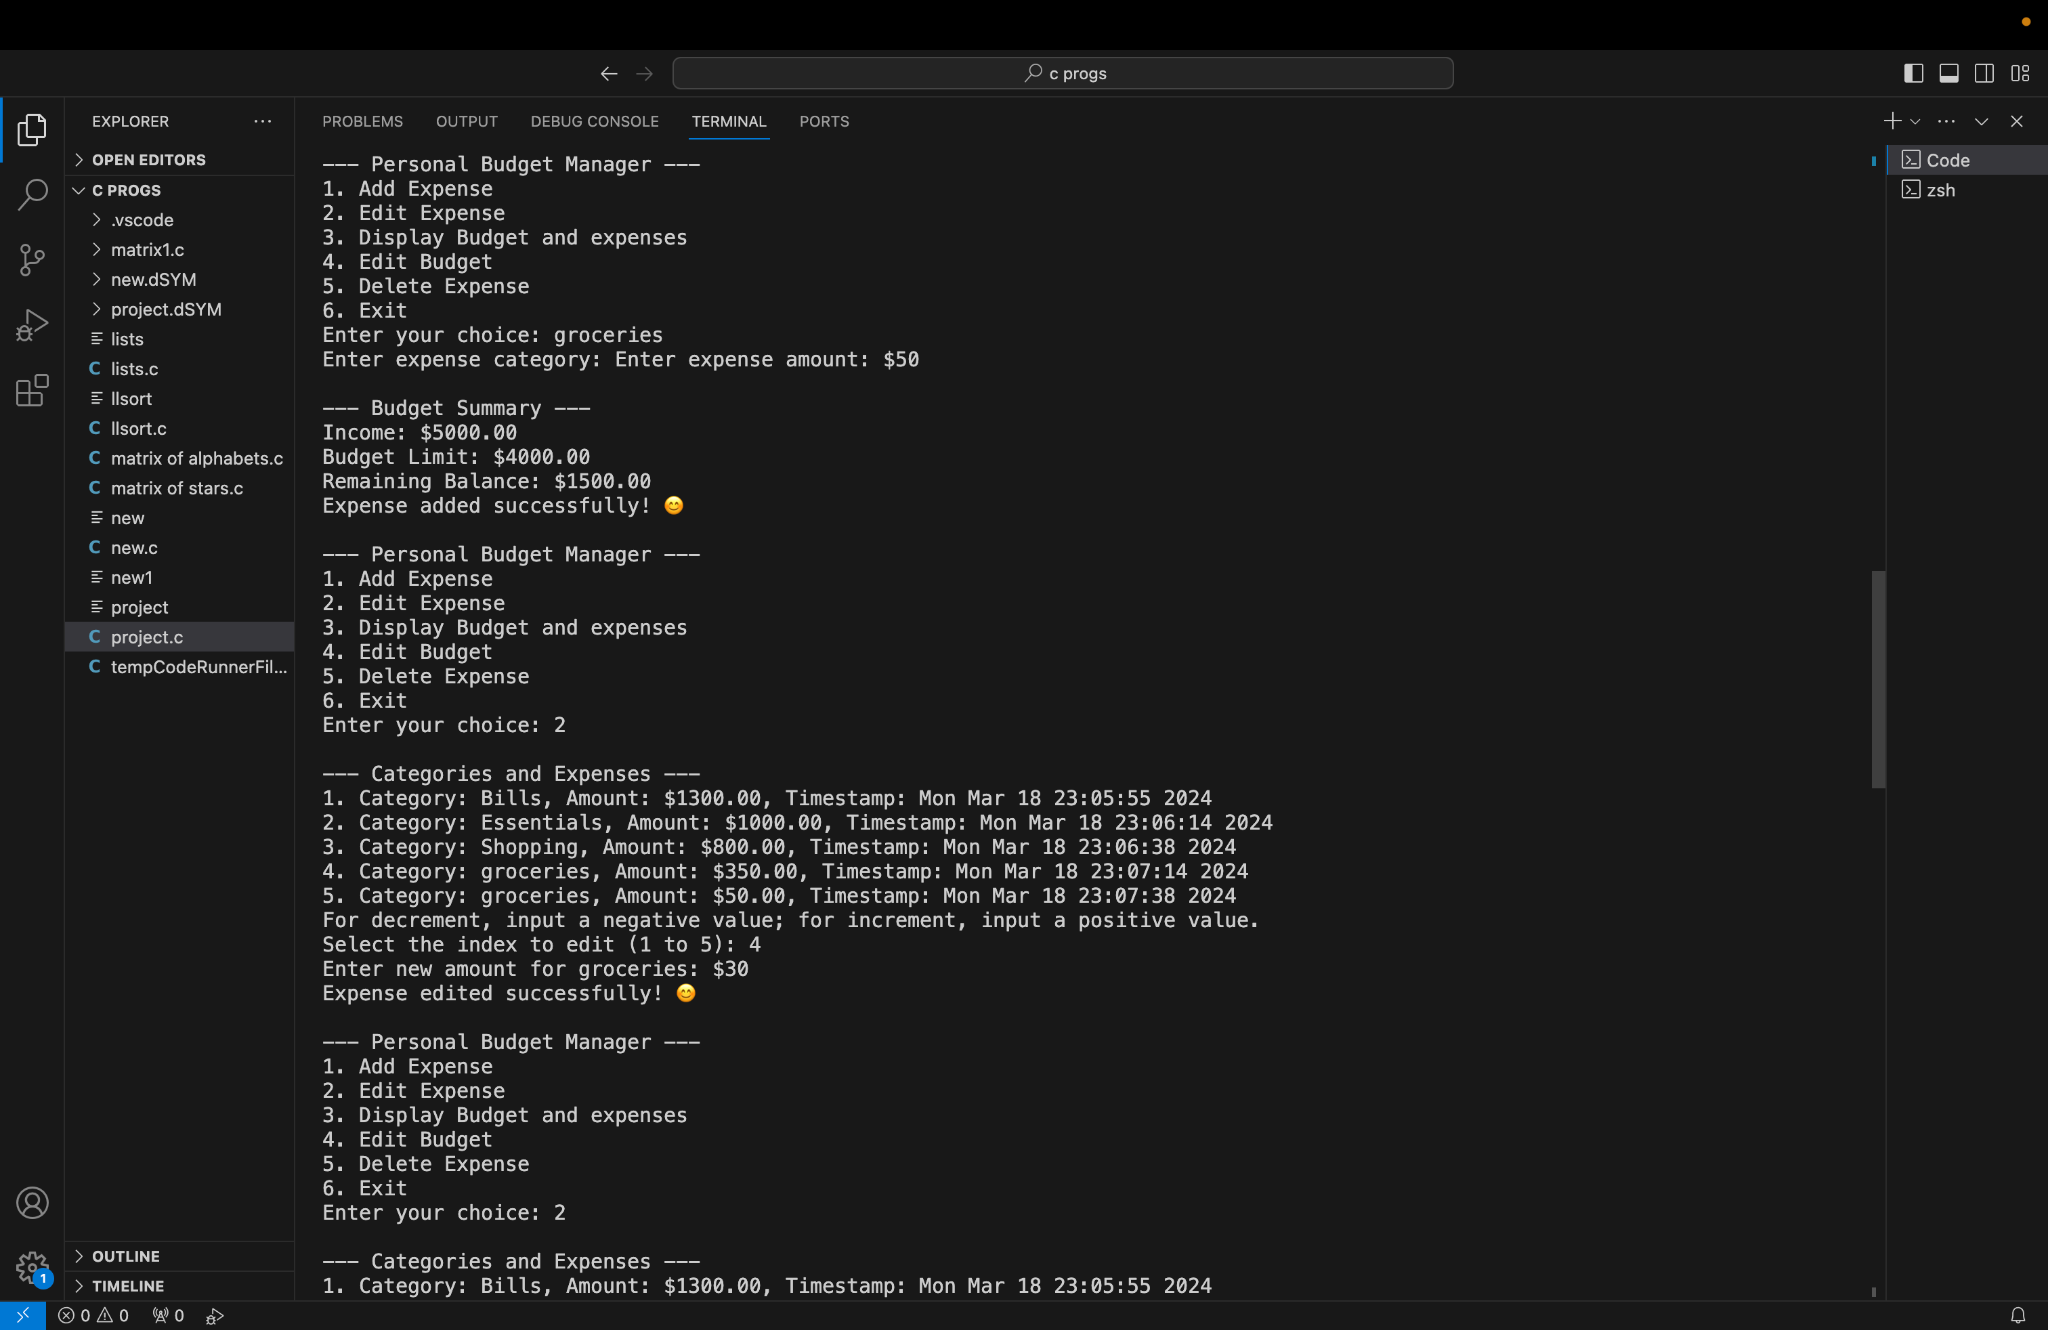 c progs
EXPLORER
OPEN EDITORS
C PROGS
.vscode
matrix1.c
new.dSYM
project.dSYM
lists
C lists.c
llsort
C llsort.c
C matrix of alphabets.c
C matrix of stars.c
new
C new.c
new1
project
C project.c
C tempCodeRunnerFil...
OUTLINE
TIMELINE
PROBLEMS OUTPUT DEBUG CONSOLE TERMINAL PORTS
--- Personal Budget Manager ---
1. Add Expense
2. Edit Expense
3. Display Budget and expenses
4. Edit Budget
5. Delete Expense
6. Exit
Enter your choice: groceries
Enter expense category: Enter expense amount: $50
--- Budget Summary ---
Income: $5000.00
Budget Limit: $4000.00
Remaining Balance: $1500.00
Expense added successfully! 😊
--- Personal Budget Manager ---
1. Add Expense
2. Edit Expense
3. Display Budget and expenses
4. Edit Budget
5. Delete Expense
6. Exit
Enter your choice: 2
--- Categories and Expenses ---
1. Category: Bills, Amount: $1300.00, Timestamp: Mon Mar 18 23:05:55 2024
2. Category: Essentials, Amount: $1000.00, Timestamp: Mon Mar 18 23:06:14 2024
3. Category: Shopping, Amount: $800.00, Timestamp: Mon Mar 18 23:06:38 2024
4. Category: groceries, Amount: $350.00, Timestamp: Mon Mar 18 23:07:14 2024
5. Category: groceries, Amount: $50.00, Timestamp: Mon Mar 18 23:07:38 2024
For decrement, input a negative value; for increment, input a positive value.
Select the index to edit (1 to 5): 4
Enter new amount for groceries: $30
Expense edited successfully! 😊
--- Personal Budget Manager ---
1. Add Expense
2. Edit Expense
3. Display Budget and expenses
4. Edit Budget
5. Delete Expense
6. Exit
Enter your choice: 2
--- Categories and Expenses ---
1. Category: Bills, Amount: $1300.00, Timestamp: Mon Mar 18 23:05:55 2024
Code
zsh
1
0 0 0